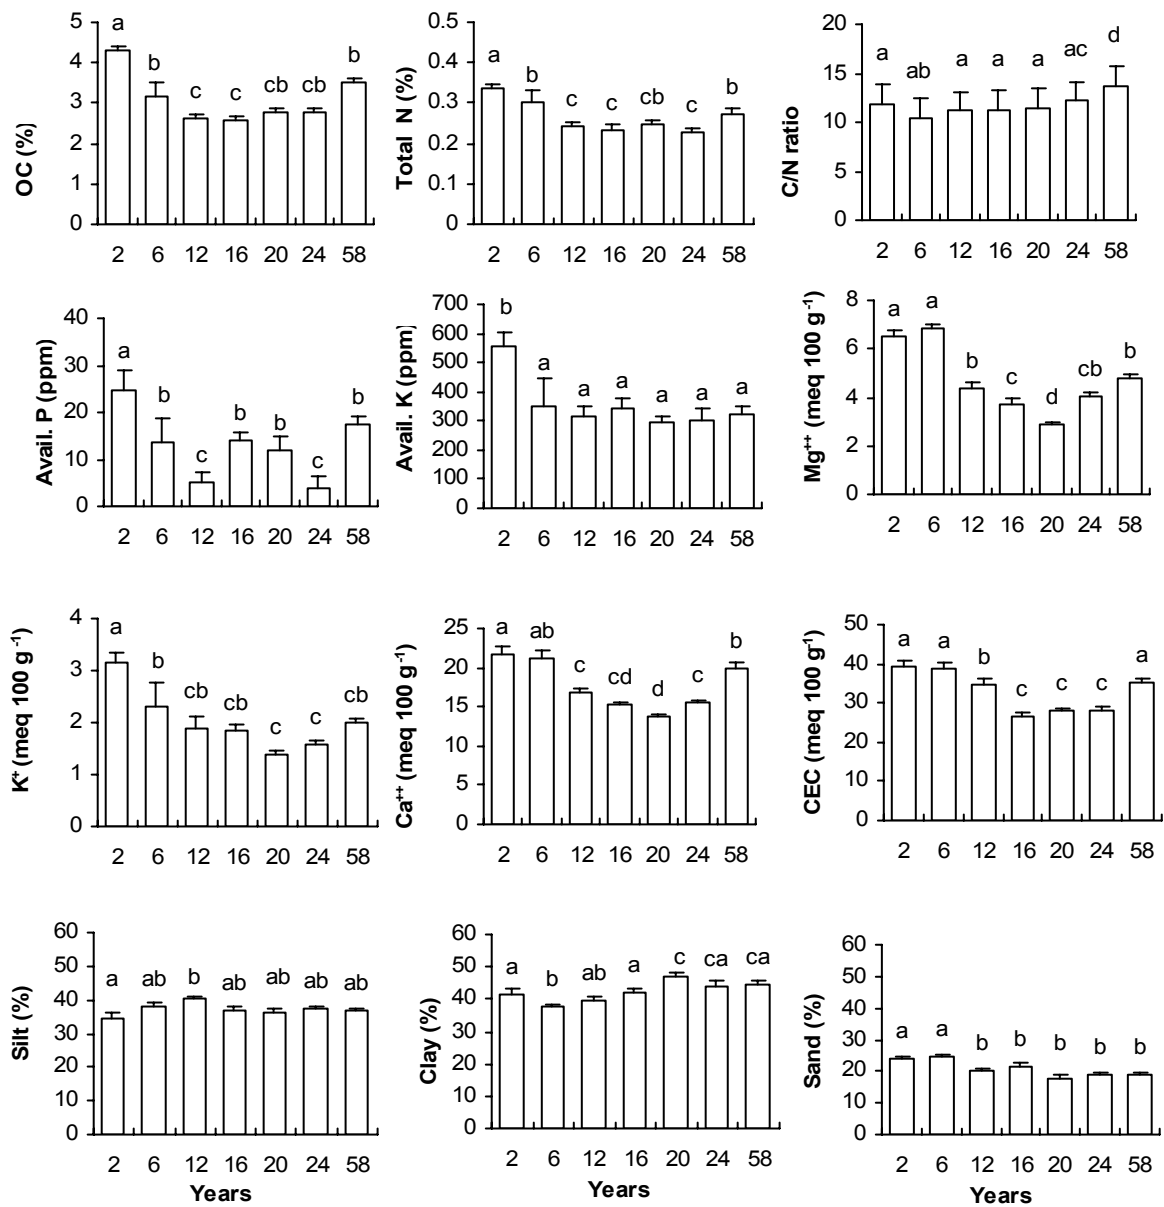 OC (%)
5
4
3
2
1
0
a
b
c
c
cb
cb
b
2 6 12 16 20 24 58
Total N (%)
0.5
0.4
0.3
0.2
0.1
0
a
b
c
c
cb
c
b
2 6 12 16 20 24 58
C/N ratio
20
15
10
5
0
a
ab
a
a
a
ac
d
2 6 12 16 20 24 58
Avail. P (ppm)
40
30
20
10
0
a
b
c
b
b
c
b
2 6 12 16 20 24 58
Avail. K (ppm)
700
600
500
400
300
200
100
0
b
a
a
a
a
a
a
2 6 12 16 20 24 58
Mg⁺⁺ (meq 100 g⁻¹)
8
6
4
2
0
a
a
b
c
d
cb
b
2 6 12 16 20 24 58
K⁺ (meq 100 g⁻¹)
4
3
2
1
0
a
b
cb
cb
c
c
cb
2 6 12 16 20 24 58
Ca⁺⁺ (meq 100 g⁻¹)
25
20
15
10
5
0
a
ab
c
cd
d
c
b
2 6 12 16 20 24 58
CEC (meq 100 g⁻¹)
50
40
30
20
10
0
a
a
b
c
c
c
a
2 6 12 16 20 24 58
Silt (%)
60
50
40
30
20
10
0
a
ab
b
ab
ab
ab
ab
2 6 12 16 20 24 58
Years
Clay (%)
60
50
40
30
20
10
0
a
b
ab
a
c
ca
ca
2 6 12 16 20 24 58
Years
Sand (%)
60
50
40
30
20
10
0
a
a
b
b
b
b
b
2 6 12 16 20 24 58
Years